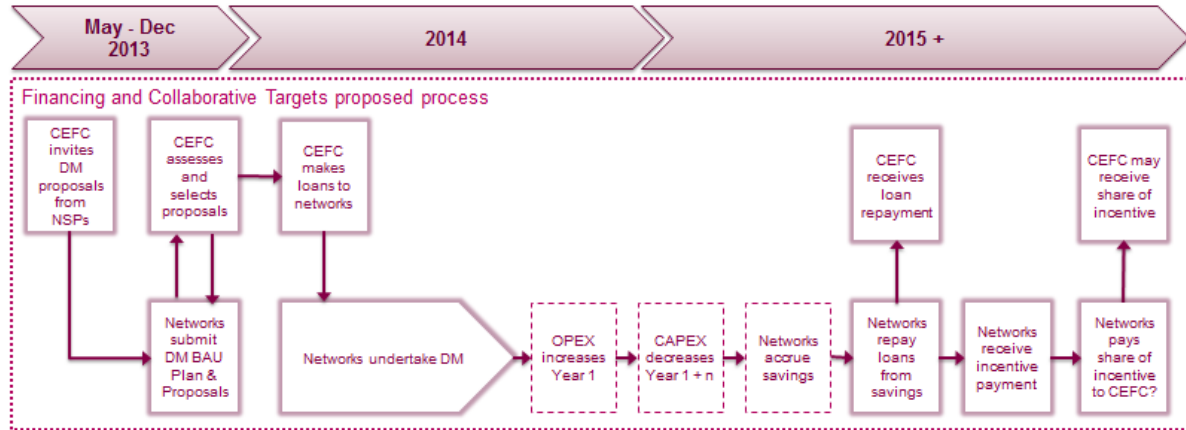 May - Dec
2013
2014
2015 +
Financing and Collaborative Targets proposed process
CEFC
invites
DM
proposals
from
NSPs
CEFC
assesses
and
selects
proposals
CEFC
makes
loans to
networks
CEFC
receives
loan
repayment
CEFC may
receive
share of
incentive
Networks
submit
DM BAU
Plan &
Proposals
Networks undertake DM
OPEX
increases
Year 1
CAPEX
decreases
Year 1 + n
Networks
accrue
savings
Networks
repay
loans
from
savings
Networks
receive
incentive
payment
Networks
pays
share of
incentive
to CEFC?